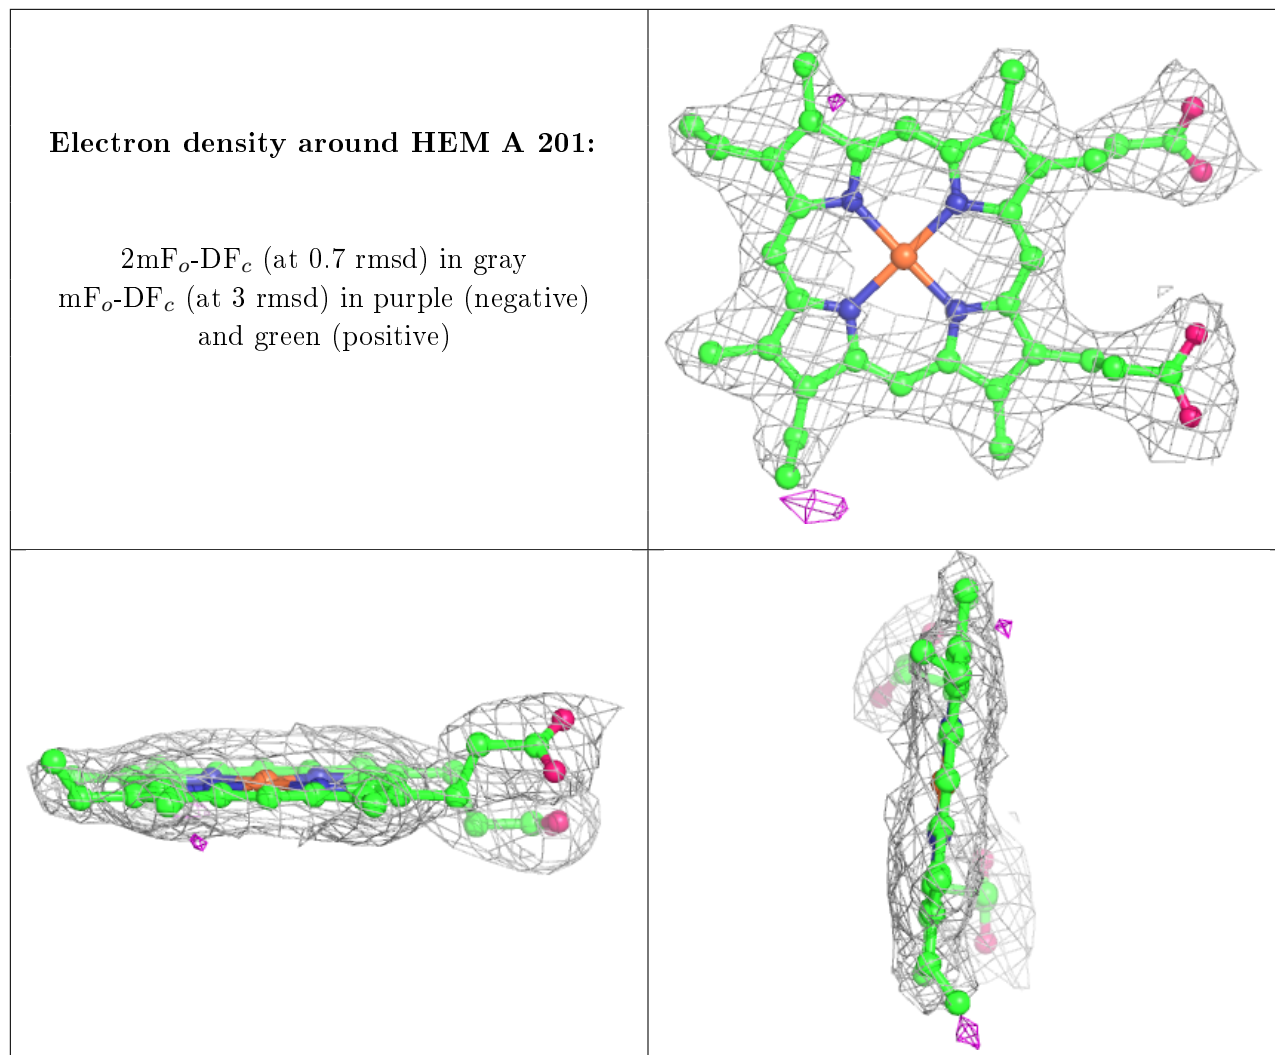 Electron density around HEM A 201:
2mFo-DFc (at 0.7 rmsd) in gray
mFo-DFc (at 3 rmsd) in purple (negative)
and green (positive)